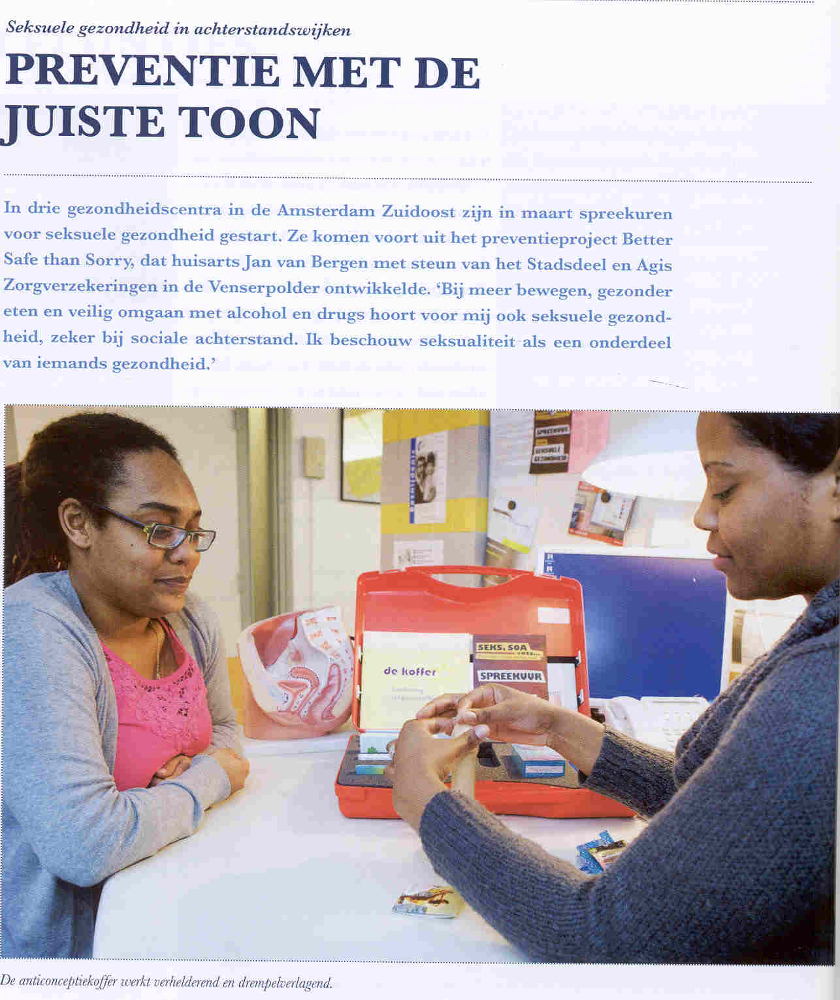 Seksuele gezondheid in achterstandswijken
PREVENTIE MET DE
JUISTE TOON
In drie gezondheidscentra in de Amsterdam Zuidoost zijn in maart spreekuren
voor seksuele gezondheid gestart. Ze komen voort uit het preventieproject Better
Safe than Sorry, dat huisarts Jan van Bergen met steun van het Stadsdeel en Agis
Zorgverzekeringen in de Venserpolder ontwikkelde. ‘Bij meer bewegen, gezonder
eten en veilig omgaan met alcohol en drugs hoort voor mij ook seksuele gezond-
heid, zeker bij sociale achterstand. Ik beschouw seksualiteit als een onderdeel
van iemands gezondheid.’
SPREEKUUR
SEKSUELE
GEZONDHEID
SEKS, SOA
de koffer
SPREEKUUR
De anticonceptiekoffer werkt verhelderend en drempelverlagend.